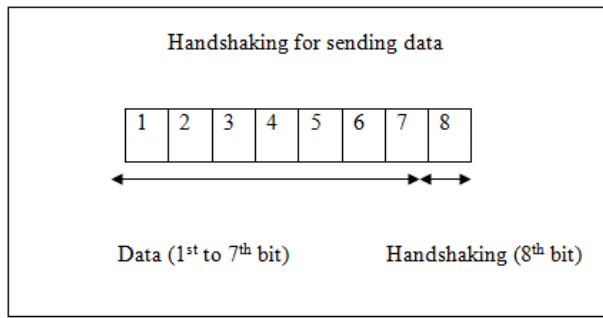 Handshaking for sending data
1 2 3 4 5 6 7 8
Data (1st to 7th bit) Handshaking (8th bit)